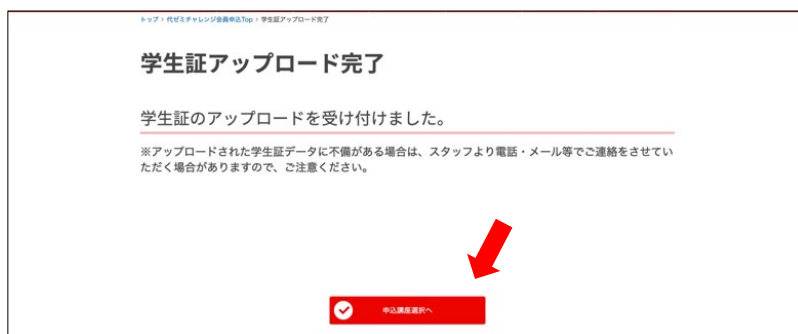 トップ › 代ゼミチャレンジ会員申込Top › 学生証アップロード完了
学生証アップロード完了
学生証のアップロードを受け付けました。
※アップロードされた学生証データに不備がある場合は、スタッフより電話・メール等でご連絡をさせてい
ただく場合がありますので、ご注意ください。
申込講座選択へ